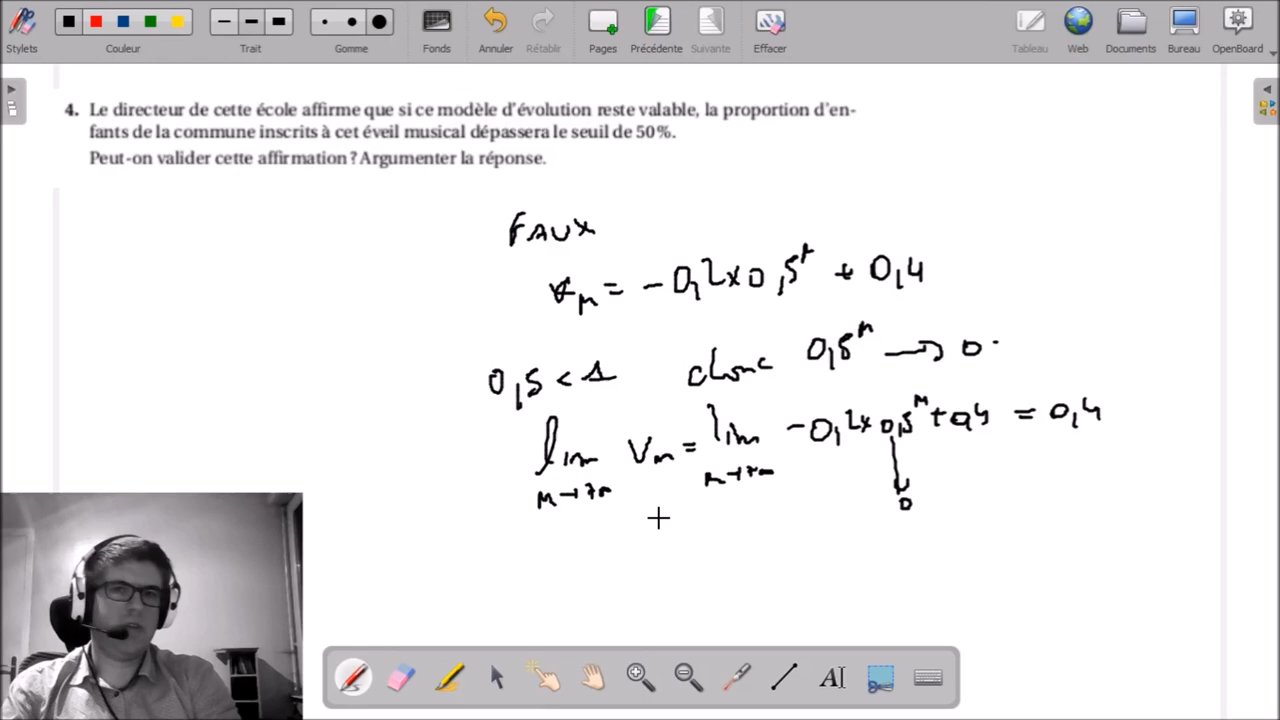 Stylets Couleur Trait Gomme Fonds Annuler Rétablir Pages Précédente Suivante Effacer Tableau Web Documents Bureau OpenBoard
4. Le directeur de cette école affirme que si ce modèle d'évolution reste valable, la proportion d'en-
fants de la commune inscrits à cet éveil musical dépassera le seuil de 50%.
Peut-on valider cette affirmation ? Argumenter la réponse.
FAUX
= -0,2×0,5 + 0,4
0,5 < 1 donc 0,5^n → 0
lim Vn = lim -0,2×0,5^n + 0,4 = 0,4
n→+∞ n→+∞
0
AI